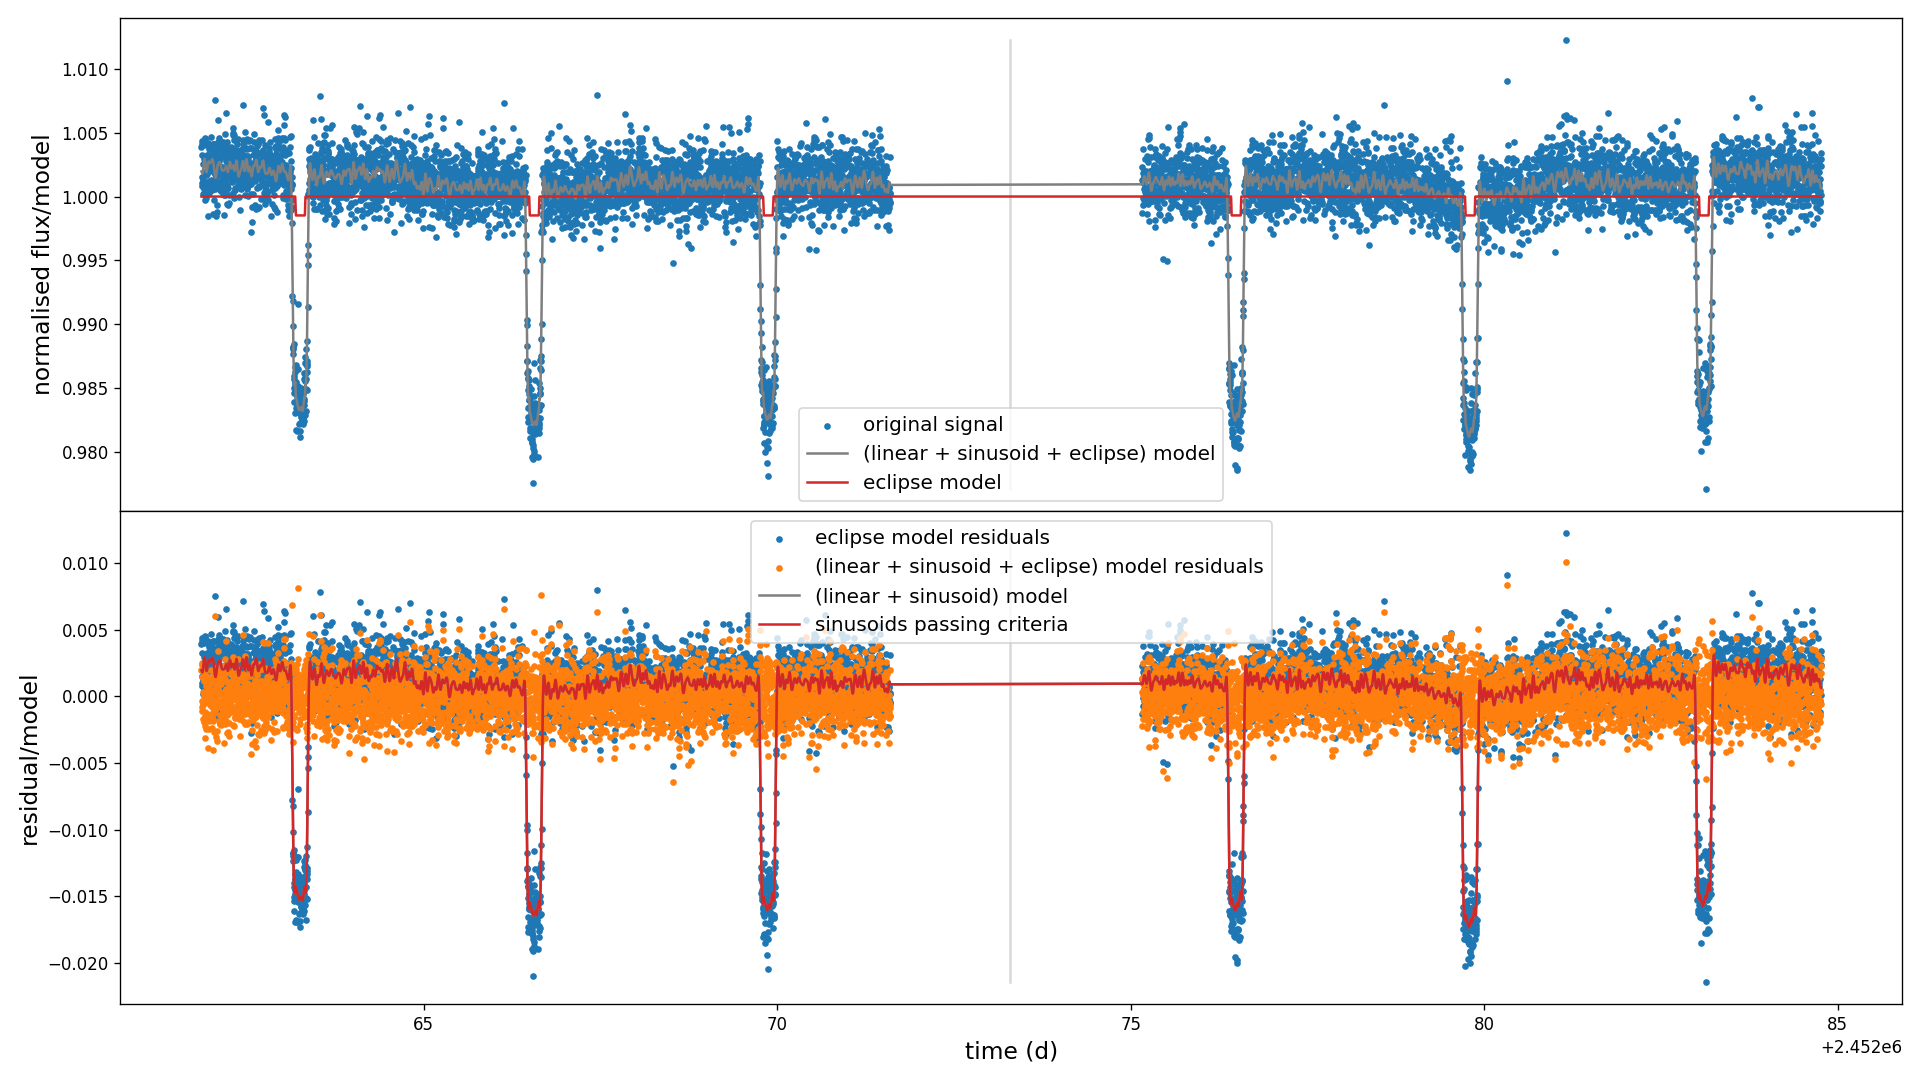 normalised flux/model
1.010
1.005
1.000
0.995
0.990
0.985
0.980
original signal
(linear + sinusoid + eclipse) model
eclipse model
residual/model
0.010
0.005
0.000
−0.005
−0.010
−0.015
−0.020
eclipse model residuals
(linear + sinusoid + eclipse) model residuals
(linear + sinusoid) model
sinusoids passing criteria
65
70
75
80
85
+2.452e6
time (d)